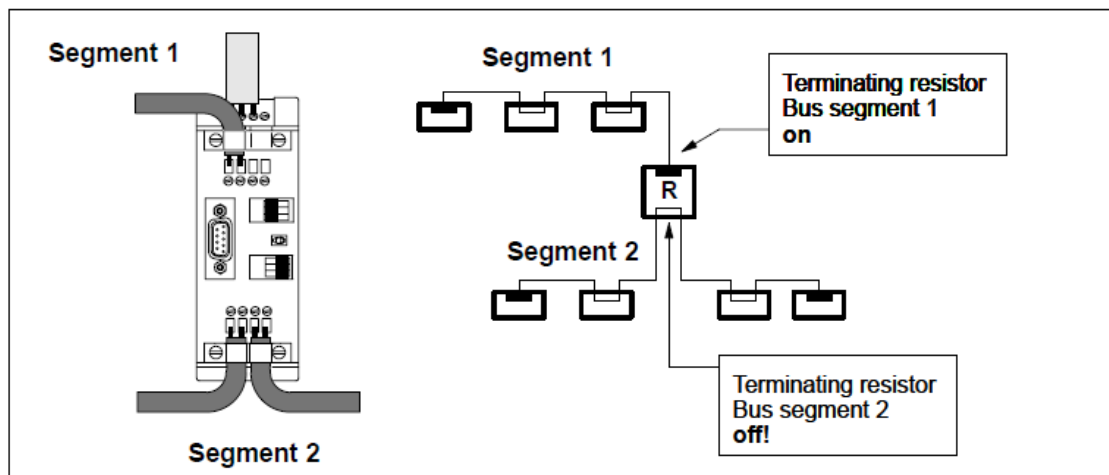 Segment 1
Segment 1
Terminating resistor
Bus segment 1
on
R
Segment 2
Terminating resistor
Bus segment 2
off!
Segment 2